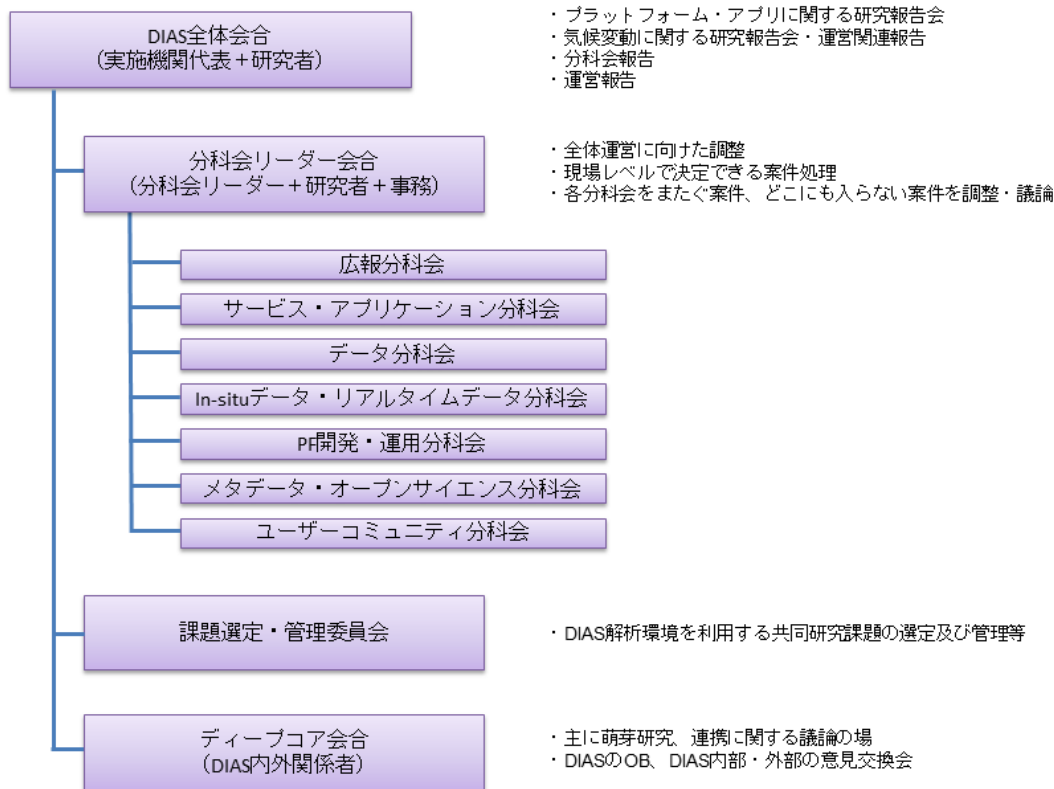 DIAS全体会合
(実施機関代表+研究者)
・プラットフォーム・アプリに関する研究報告会
・気候変動に関する研究報告会・運営関連報告
・分科会報告
・運営報告
分科会リーダー会合
(分科会リーダー+研究者+事務)
・全体運営に向けた調整
・現場レベルで決定できる案件処理
・各分科会をまたぐ案件、どこにも入らない案件を調整・議論
広報分科会
サービス・アプリケーション分科会
データ分科会
In-situデータ・リアルタイムデータ分科会
PF開発・運用分科会
メタデータ・オープンサイエンス分科会
ユーザーコミュニティ分科会
課題選定・管理委員会
・DIAS解析環境を利用する共同研究課題の選定及び管理等
ディープコア会合
(DIAS内外関係者)
・主に萌芽研究、連携に関する議論の場
・DIASのOB、DIAS内部・外部の意見交換会